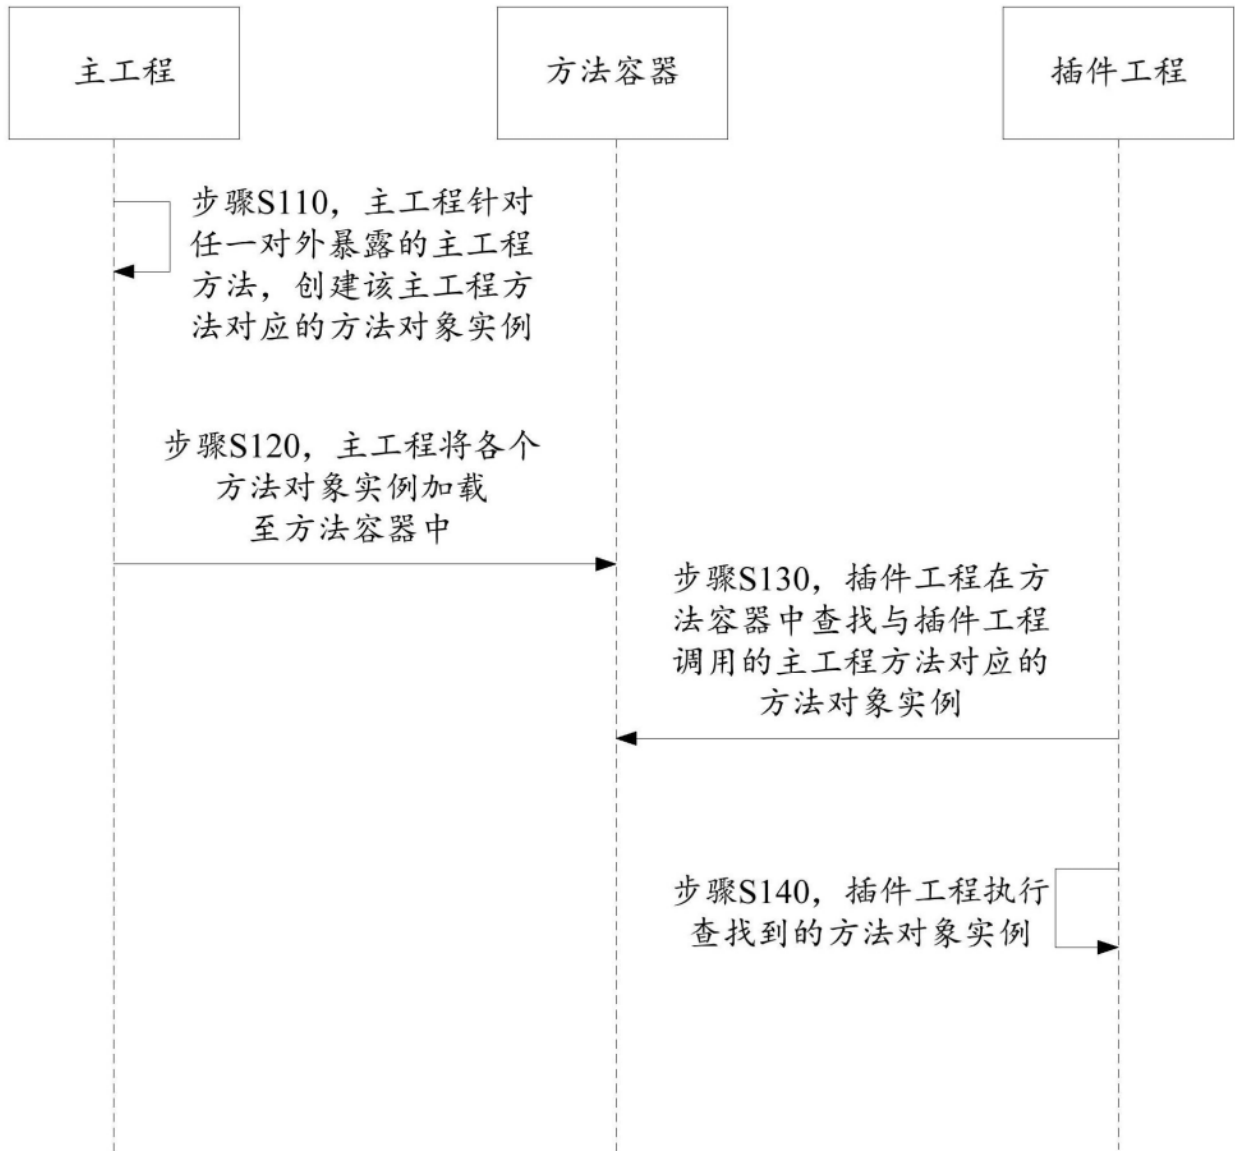 主工程
方法容器
插件工程
步骤S110，主工程针对
任一对外暴露的主工程
方法，创建该主工程方
法对应的方法对象实例
步骤S120，主工程将各个
方法对象实例加载
至方法容器中
步骤S130，插件工程在方
法容器中查找与插件工程
调用的主工程方法对应的
方法对象实例
步骤S140，插件工程执行
查找到的方法对象实例